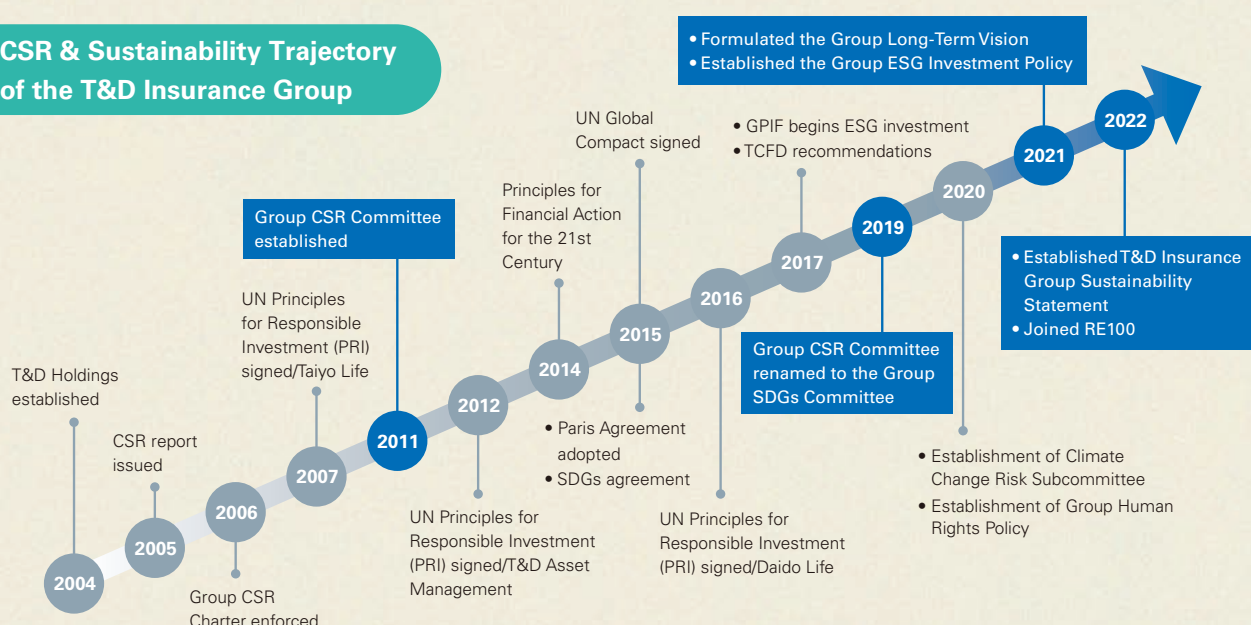 CSR & Sustainability Trajectory
of the T&D Insurance Group
2004
T&D Holdings
established
2005
CSR report
issued
2006
Group CSR
Charter enforced
2007
UN Principles
for Responsible
Investment (PRI)
signed/Taiyo Life
2011
Group CSR Committee
established
2012
UN Principles for
Responsible Investment
(PRI) signed/T&D Asset
Management
2014
Principles for
Financial Action
for the 21st
Century
2015
UN Global
Compact signed
• Paris Agreement
adopted
• SDGs agreement
2016
UN Principles for
Responsible Investment
(PRI) signed/Daido Life
2017
• GPIF begins ESG investment
• TCFD recommendations
2019
Group CSR Committee
renamed to the Group
SDGs Committee
2020
• Establishment of Climate
Change Risk Subcommittee
• Establishment of Group Human
Rights Policy
2021
• Formulated the Group Long-Term Vision
• Established the Group ESG Investment Policy
2022
• Established T&D Insurance
Group Sustainability
Statement
• Joined RE100